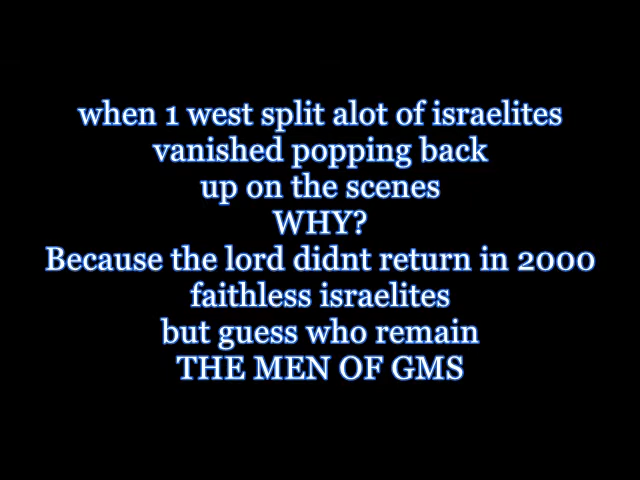 when 1 west split alot of israelites
vanished popping back
up on the scenes
WHY?
Because the lord didnt return in 2000
faithless israelites
but guess who remain
THE MEN OF GMS